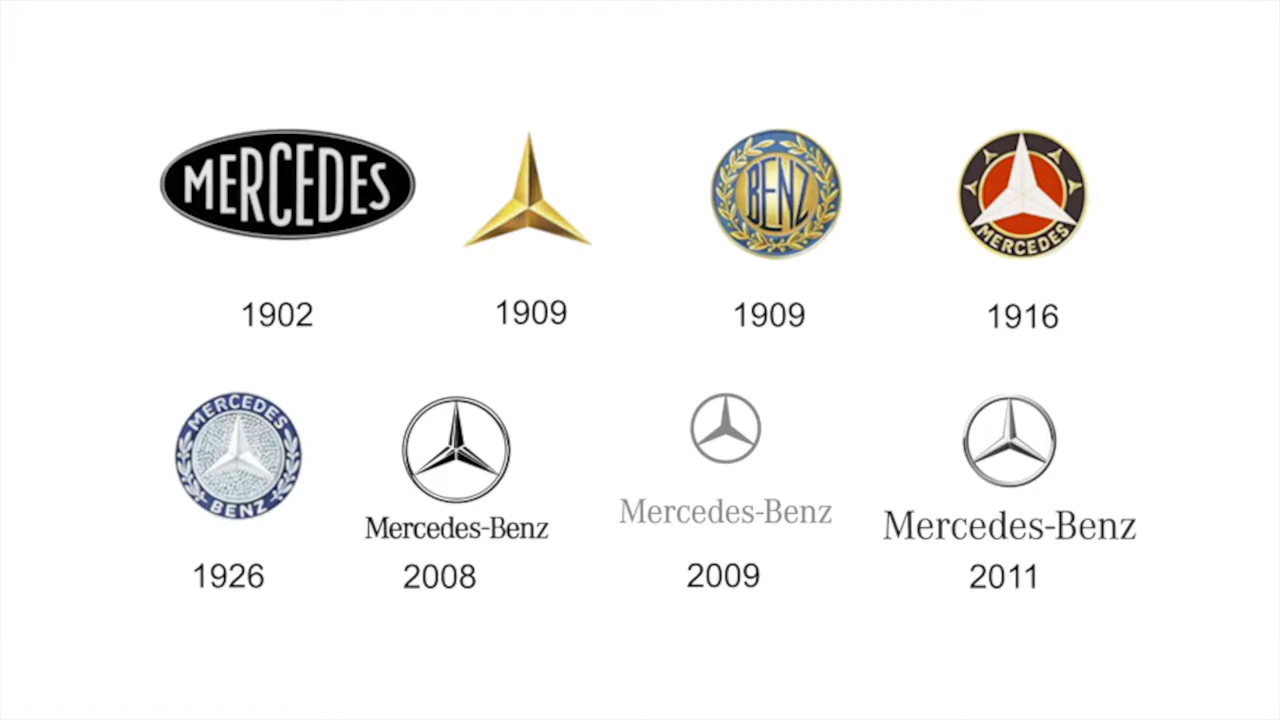 MERCEDES
BENZ
MERCEDES
1902
1909
1909
1916
MERCEDES
BENZ
Mercedes-Benz
Mercedes-Benz
Mercedes-Benz
1926
2008
2009
2011